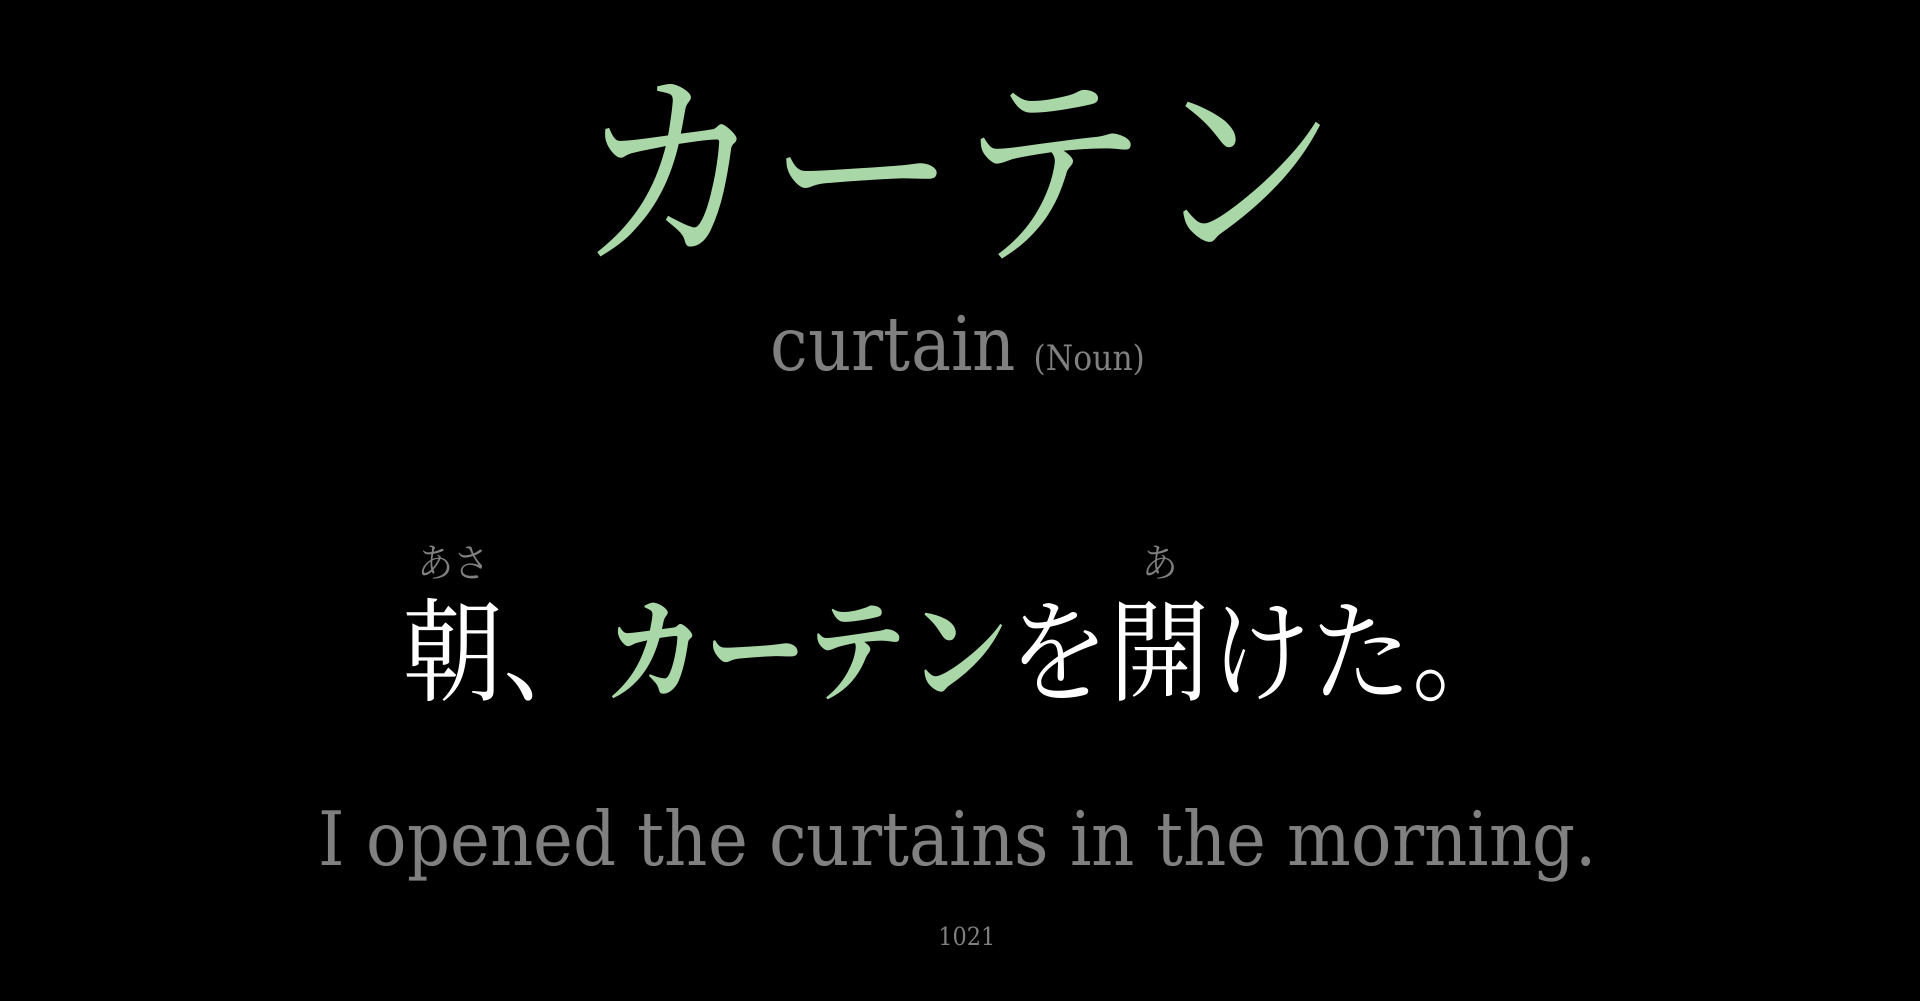 カーテン
curtain (Noun)
あさ あ
朝、カーテンを開けた。
I opened the curtains in the morning.
1021